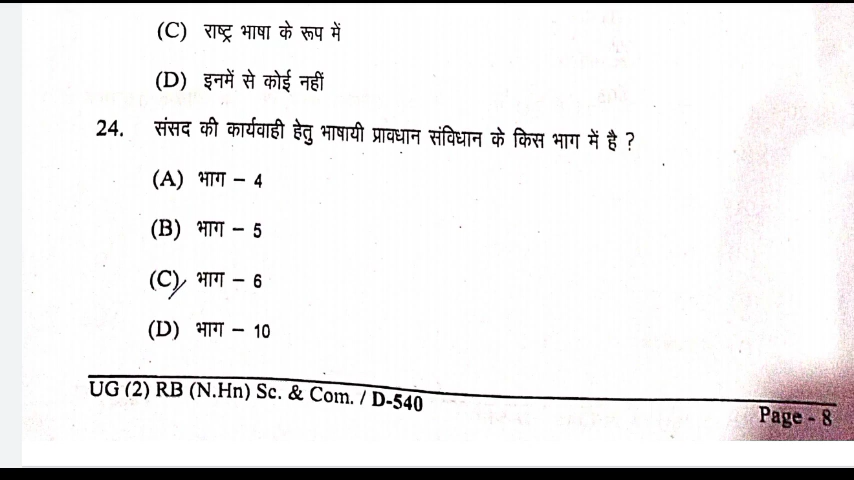 (C) राष्ट्र भाषा के रूप में
(D) इनमें से कोई नहीं
24. संसद की कार्यवाही हेतु भाषायी प्रावधान संविधान के किस भाग में है ?
(A) भाग – 4
(B) भाग – 5
(C) भाग – 6
(D) भाग – 10
UG (2) RB (N.Hn) Sc. & Com. / D-540
Page - 8